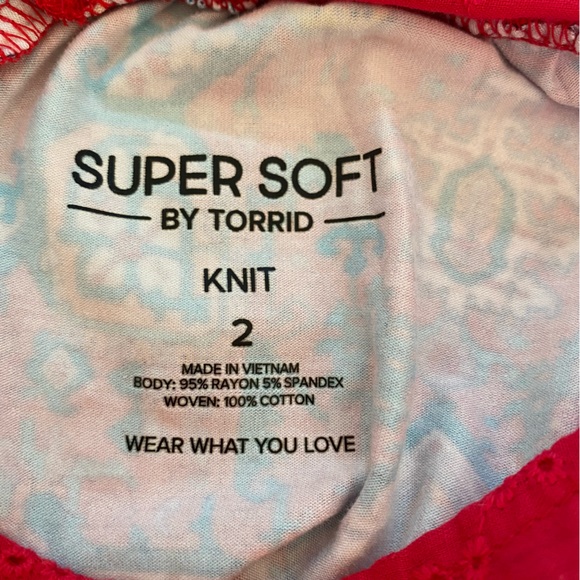 SUPER SOFT
BY TORRID
KNIT
2
MADE IN VIETNAM
BODY: 95% RAYON 5% SPANDEX
WOVEN: 100% COTTON
WEAR WHAT YOU LOVE